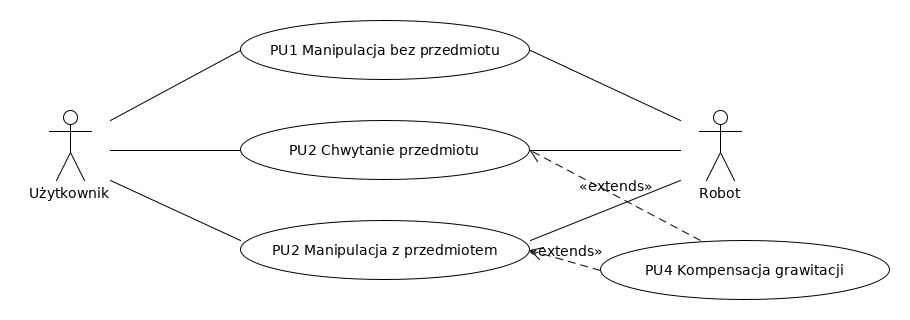 PU1 Manipulacja bez przedmiotu
PU2 Chwytanie przedmiotu
«extends»
Użytkownik
Robot
PU2 Manipulacja z przedmiotem
«extends»
PU4 Kompensacja grawitacji